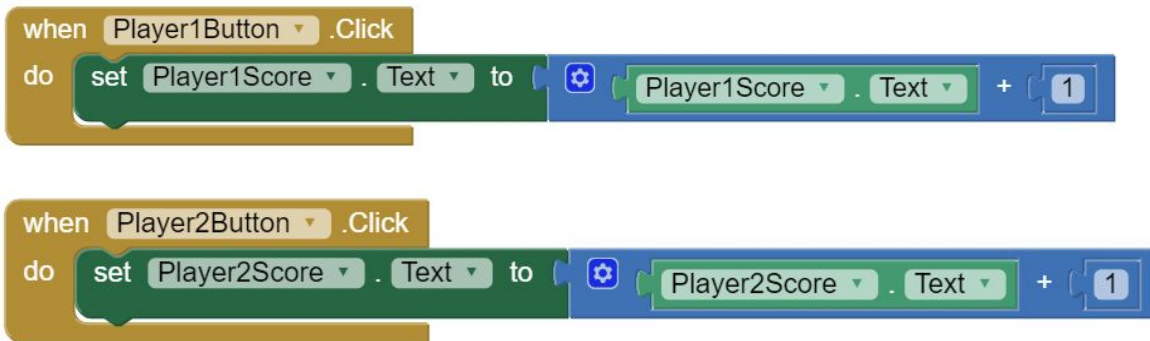 when Player1Button .Click
do set Player1Score . Text to Player1Score . Text + 1
when Player2Button .Click
do set Player2Score . Text to Player2Score . Text + 1